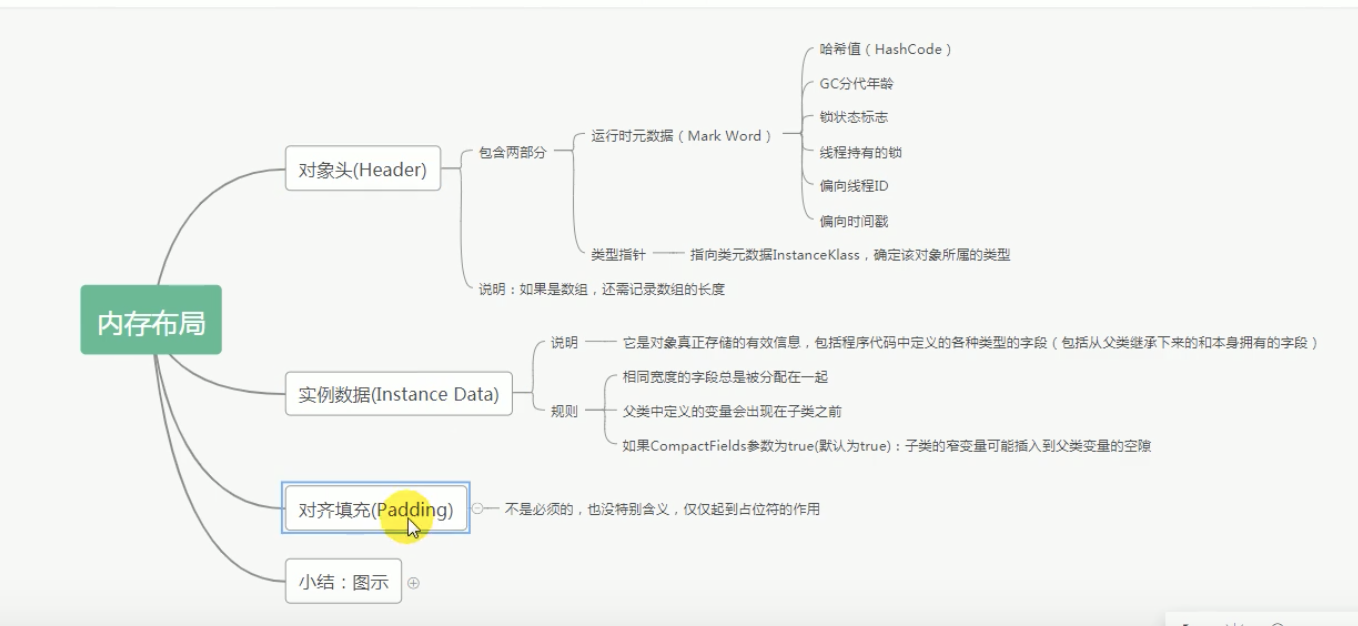 内存布局
对象头(Header)
包含两部分
运行时元数据（Mark Word）
哈希值（HashCode）
GC分代年龄
锁状态标志
线程持有的锁
偏向线程ID
偏向时间戳
类型指针
指向类元数据InstanceKlass，确定该对象所属的类型
说明：如果是数组，还需记录数组的长度
实例数据(Instance Data)
说明
它是对象真正存储的有效信息，包括程序代码中定义的各种类型的字段（包括从父类继承下来的和本身拥有的字段）
规则
相同宽度的字段总是被分配在一起
父类中定义的变量会出现在子类之前
如果CompactFields参数为true(默认为true)：子类的窄变量可能插入到父类变量的空隙
对齐填充(Padding)
不是必须的，也没特别含义，仅仅起到占位符的作用
小结：图示